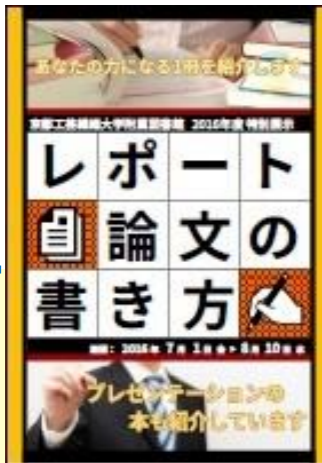 あなたの力になる1冊を紹介します
京都工芸繊維大学附属図書館 2016年度 特別展示
レポート
論文の
書き方
期間： 2016年 7月 1日 金 ~ 8月 10日 水
プレゼンテーションの
本も紹介しています